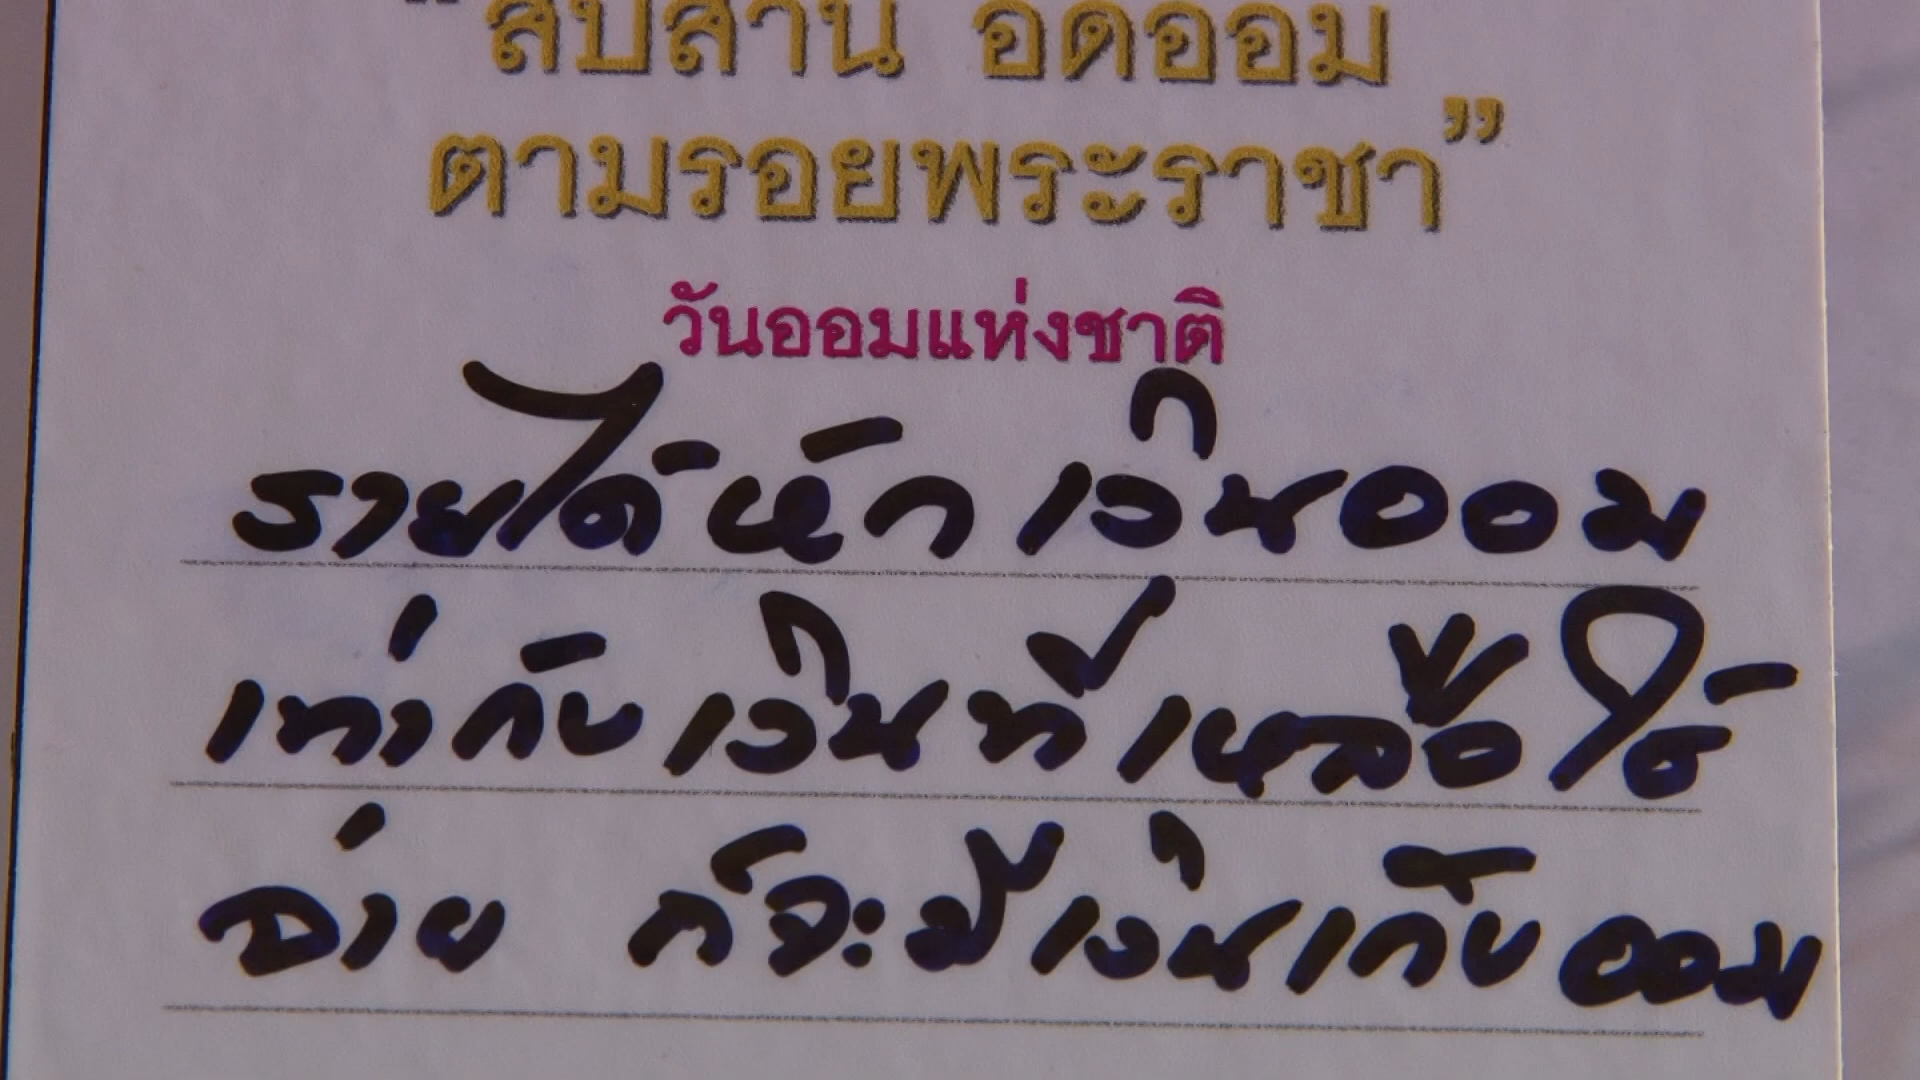 “สืบสาน อดออม
ตามรอยพระราชา”
วันออมแห่งชาติ
รายได้หักเงินออม
เท่ากับเงินที่เหลือใช้
จ่าย ก็จะมีเงินเก็บออม